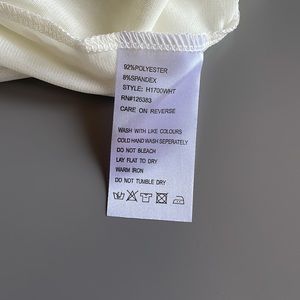 92%POLYESTER
8%SPANDEX
STYLE: H1700WHT
RN#126383
CARE ON REVERSE
WASH WITH LIKE COLOURS
COLD HAND WASH SEPERATELY
DO NOT BLEACH
LAY FLAT TO DRY
WARM IRON
DO NOT TUMBLE DRY